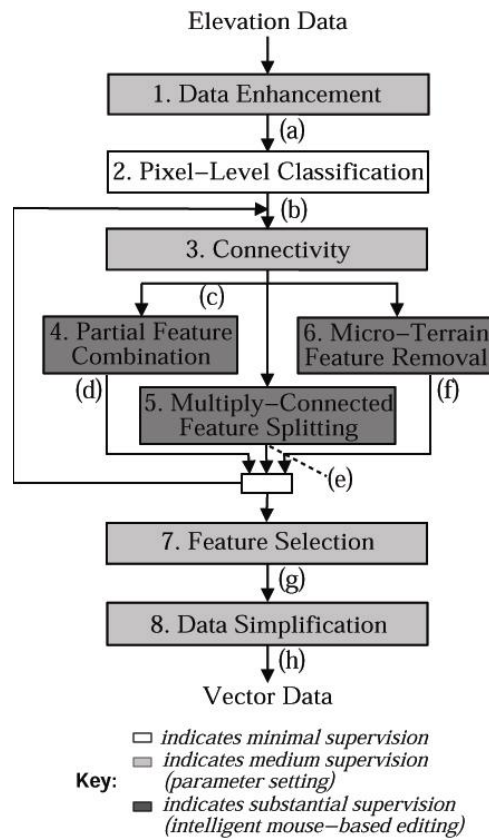 Elevation Data
1. Data Enhancement
(a)
2. Pixel–Level Classification
(b)
3. Connectivity
(c)
4. Partial Feature
Combination
(d)
6. Micro–Terrain
Feature Removal
(f)
5. Multiply–Connected
Feature Splitting
(e)
7. Feature Selection
(g)
8. Data Simplification
(h)
Vector Data
Key:
indicates minimal supervision
indicates medium supervision
(parameter setting)
indicates substantial supervision
(intelligent mouse–based editing)